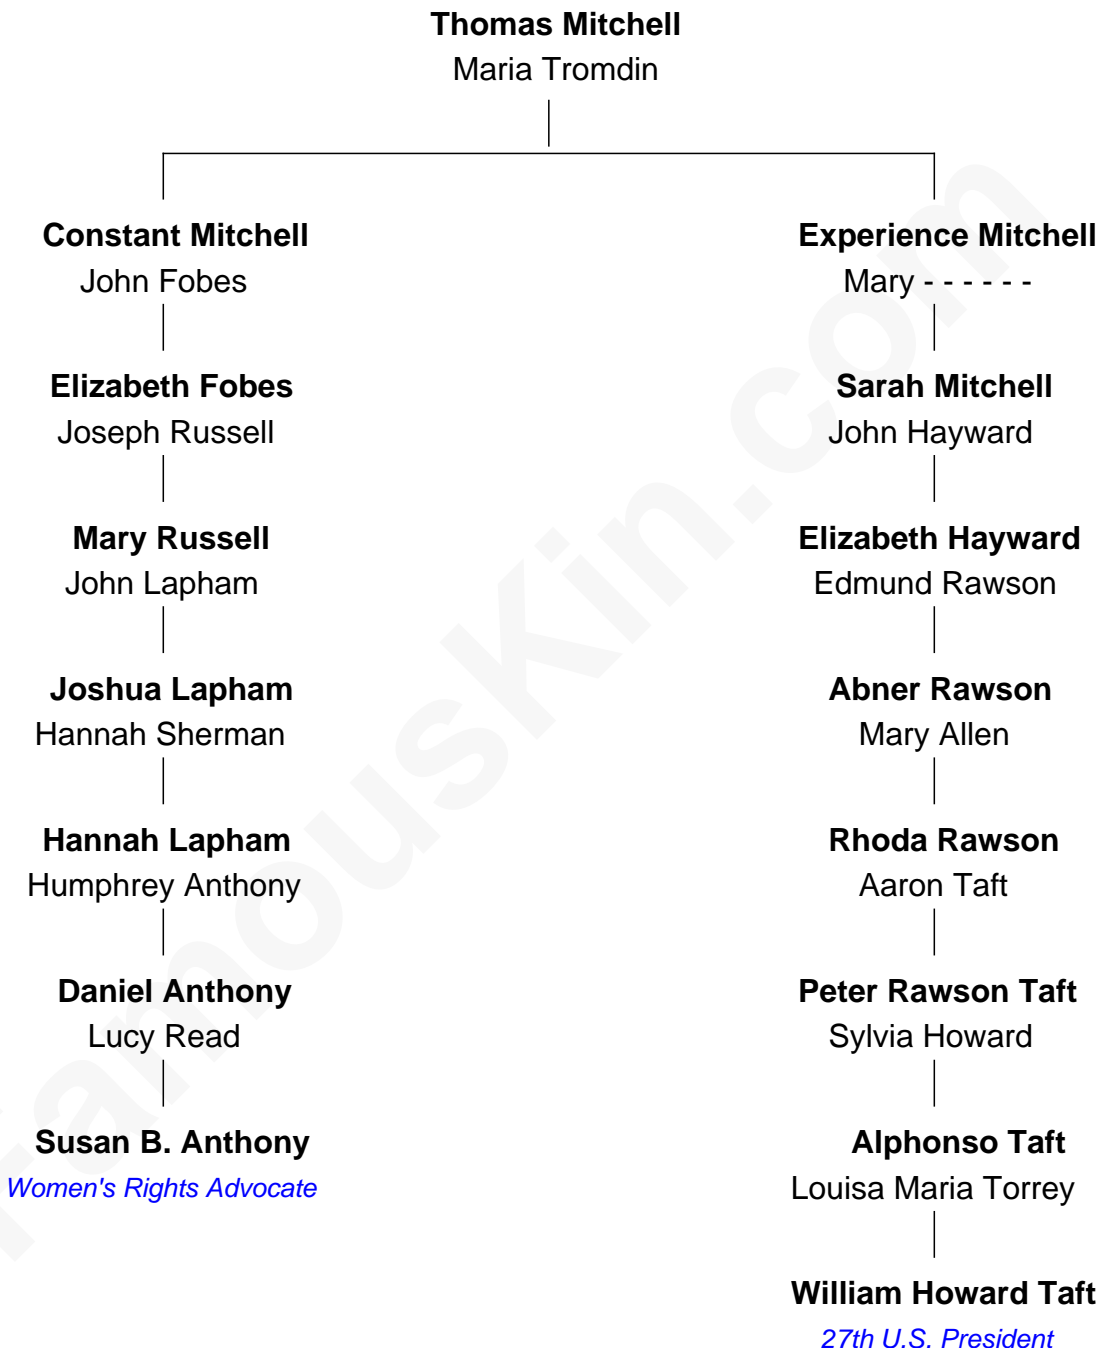 Thomas Mitchell
Maria Tromdin
Constant Mitchell
John Fobes
Experience Mitchell
Mary - - - - - -
Elizabeth Fobes
Joseph Russell
Sarah Mitchell
John Hayward
Mary Russell
John Lapham
Elizabeth Hayward
Edmund Rawson
Joshua Lapham
Hannah Sherman
Abner Rawson
Mary Allen
Hannah Lapham
Humphrey Anthony
Rhoda Rawson
Aaron Taft
Daniel Anthony
Lucy Read
Peter Rawson Taft
Sylvia Howard
Susan B. Anthony
Women's Rights Advocate
Alphonso Taft
Louisa Maria Torrey
William Howard Taft
27th U.S. President
FamousKin.com